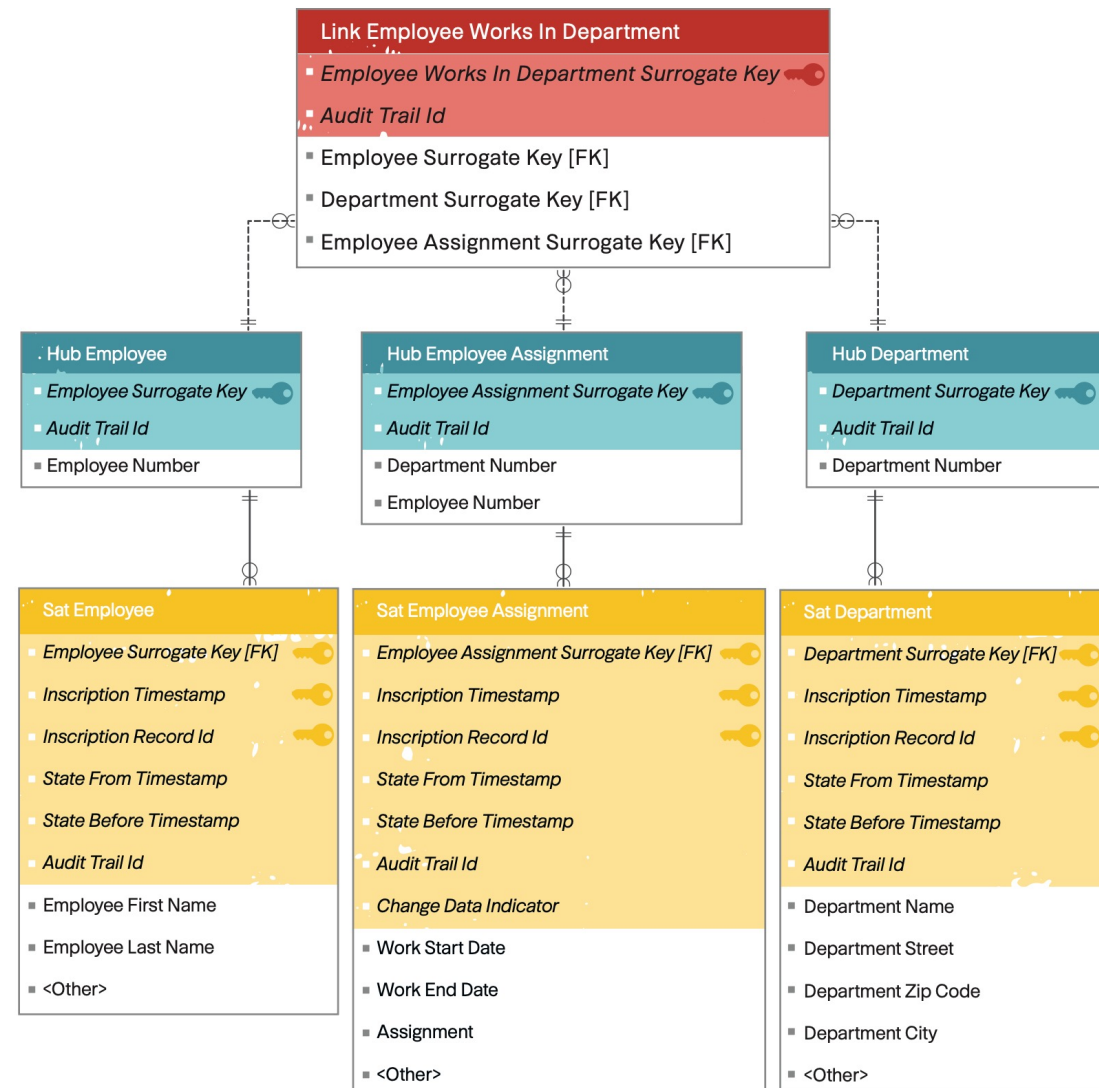 Link Employee Works In Department
Employee Works In Department Surrogate Key
Audit Trail Id
Employee Surrogate Key [FK]
Department Surrogate Key [FK]
Employee Assignment Surrogate Key [FK]
Hub Employee
Employee Surrogate Key
Audit Trail Id
Employee Number
Hub Employee Assignment
Employee Assignment Surrogate Key
Audit Trail Id
Department Number
Employee Number
Hub Department
Department Surrogate Key
Audit Trail Id
Department Number
Sat Employee
Employee Surrogate Key [FK]
Inscription Timestamp
Inscription Record Id
State From Timestamp
State Before Timestamp
Audit Trail Id
Employee First Name
Employee Last Name
<Other>
Sat Employee Assignment
Employee Assignment Surrogate Key [FK]
Inscription Timestamp
Inscription Record Id
State From Timestamp
State Before Timestamp
Audit Trail Id
Change Data Indicator
Work Start Date
Work End Date
Assignment
<Other>
Sat Department
Department Surrogate Key [FK]
Inscription Timestamp
Inscription Record Id
State From Timestamp
State Before Timestamp
Audit Trail Id
Department Name
Department Street
Department Zip Code
Department City
<Other>